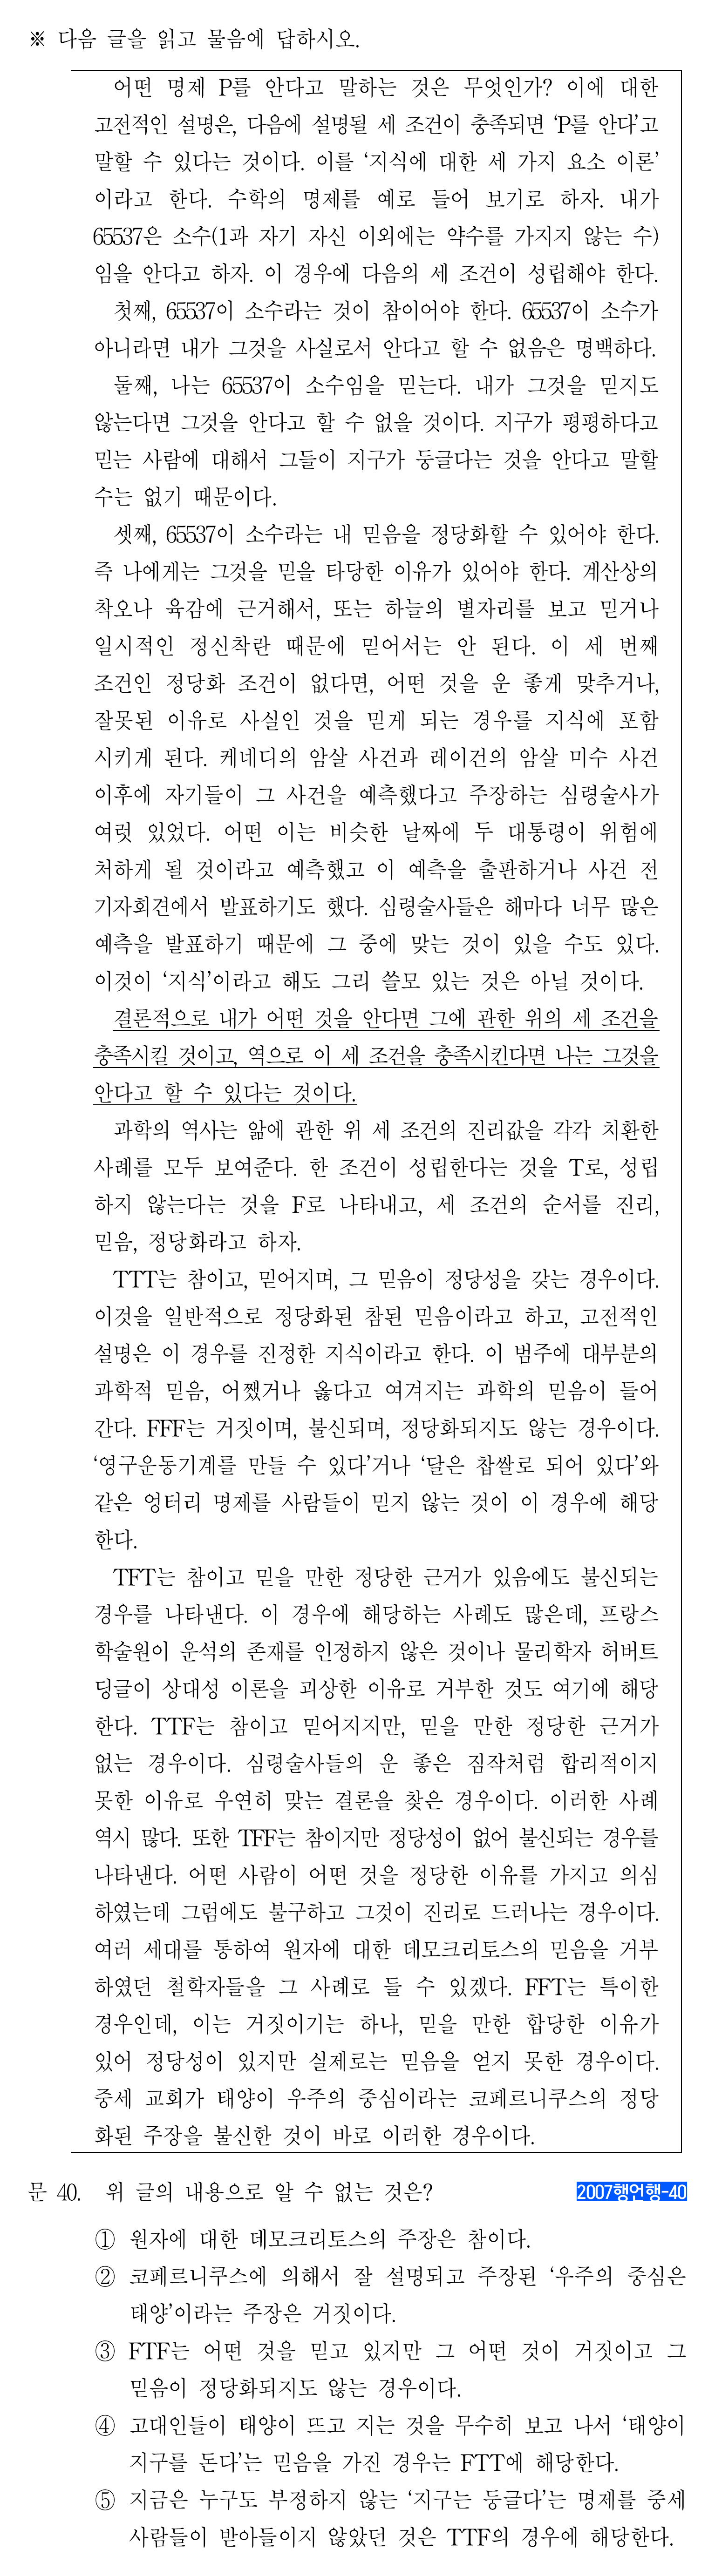 ※ 다음 글을 읽고 물음에 답하시오.
어떤 명제 P를 안다고 말하는 것은 무엇인가? 이에 대한
고전적인 설명은, 다음에 설명될 세 조건이 충족되면 ‘P를 안다’고
말할 수 있다는 것이다. 이를 ‘지식에 대한 세 가지 요소 이론’
이라고 한다. 수학의 명제를 예로 들어 보기로 하자. 내가
65537은 소수(1과 자기 자신 이외에는 약수를 가지지 않는 수)
임을 안다고 하자. 이 경우에 다음의 세 조건이 성립해야 한다.
첫째, 65537이 소수라는 것이 참이어야 한다. 65537이 소수가
아니라면 내가 그것을 사실로서 안다고 할 수 없음은 명백하다.
둘째, 나는 65537이 소수임을 믿는다. 내가 그것을 믿지도
않는다면 그것을 안다고 할 수 없을 것이다. 지구가 평평하다고
믿는 사람에 대해서 그들이 지구가 둥글다는 것을 안다고 말할
수는 없기 때문이다.
셋째, 65537이 소수라는 내 믿음을 정당화할 수 있어야 한다.
즉 나에게는 그것을 믿을 타당한 이유가 있어야 한다. 계산상의
착오나 육감에 근거해서, 또는 하늘의 별자리를 보고 믿거나
일시적인 정신착란 때문에 믿어서는 안 된다. 이 세 번째
조건인 정당화 조건이 없다면, 어떤 것을 운 좋게 맞추거나,
잘못된 이유로 사실인 것을 믿게 되는 경우를 지식에 포함
시키게 된다. 케네디의 암살 사건과 레이건의 암살 미수 사건
이후에 자기들이 그 사건을 예측했다고 주장하는 심령술사가
여럿 있었다. 어떤 이는 비슷한 날짜에 두 대통령이 위험에
처하게 될 것이라고 예측했고 이 예측을 출판하거나 사건 전
기자회견에서 발표하기도 했다. 심령술사들은 해마다 너무 많은
예측을 발표하기 때문에 그 중에 맞는 것이 있을 수도 있다.
이것이 ‘지식’이라고 해도 그리 쓸모 있는 것은 아닐 것이다.
결론적으로 내가 어떤 것을 안다면 그에 관한 위의 세 조건을
충족시킬 것이고, 역으로 이 세 조건을 충족시킨다면 나는 그것을
안다고 할 수 있다는 것이다.
과학의 역사는 앎에 관한 위 세 조건의 진리값을 각각 치환한
사례를 모두 보여준다. 한 조건이 성립한다는 것을 T로, 성립
하지 않는다는 것을 F로 나타내고, 세 조건의 순서를 진리,
믿음, 정당화라고 하자.
TTT는 참이고, 믿어지며, 그 믿음이 정당성을 갖는 경우이다.
이것을 일반적으로 정당화된 참된 믿음이라고 하고, 고전적인
설명은 이 경우를 진정한 지식이라고 한다. 이 범주에 대부분의
과학적 믿음, 어쨌거나 옳다고 여겨지는 과학의 믿음이 들어
간다. FFF는 거짓이며, 불신되며, 정당화되지도 않는 경우이다.
‘영구운동기계를 만들 수 있다’거나 ‘달은 찹쌀로 되어 있다’와
같은 엉터리 명제를 사람들이 믿지 않는 것이 이 경우에 해당
한다.
TFT는 참이고 믿을 만한 정당한 근거가 있음에도 불신되는
경우를 나타낸다. 이 경우에 해당하는 사례도 많은데, 프랑스
학술원이 운석의 존재를 인정하지 않은 것이나 물리학자 허버트
딩글이 상대성 이론을 괴상한 이유로 거부한 것도 여기에 해당
한다. TTF는 참이고 믿어지지만, 믿을 만한 정당한 근거가
없는 경우이다. 심령술사들의 운 좋은 짐작처럼 합리적이지
못한 이유로 우연히 맞는 결론을 찾은 경우이다. 이러한 사례
역시 많다. 또한 TFF는 참이지만 정당성이 없어 불신되는 경우를
나타낸다. 어떤 사람이 어떤 것을 정당한 이유를 가지고 의심
하였는데 그럼에도 불구하고 그것이 진리로 드러나는 경우이다.
여러 세대를 통하여 원자에 대한 데모크리토스의 믿음을 거부
하였던 철학자들을 그 사례로 들 수 있겠다. FFT는 특이한
경우인데, 이는 거짓이기는 하나, 믿을 만한 합당한 이유가
있어 정당성이 있지만 실제로는 믿음을 얻지 못한 경우이다.
중세 교회가 태양이 우주의 중심이라는 코페르니쿠스의 정당
화된 주장을 불신한 것이 바로 이러한 경우이다.
문 40. 위 글의 내용으로 알 수 없는 것은? 2007행언행-40
① 원자에 대한 데모크리토스의 주장은 참이다.
② 코페르니쿠스에 의해서 잘 설명되고 주장된 ‘우주의 중심은
태양’이라는 주장은 거짓이다.
③ FTF는 어떤 것을 믿고 있지만 그 어떤 것이 거짓이고 그
믿음이 정당화되지도 않는 경우이다.
④ 고대인들이 태양이 뜨고 지는 것을 무수히 보고 나서 ‘태양이
지구를 돈다’는 믿음을 가진 경우는 FTT에 해당한다.
⑤ 지금은 누구도 부정하지 않는 ‘지구는 둥글다’는 명제를 중세
사람들이 받아들이지 않았던 것은 TTF의 경우에 해당한다.